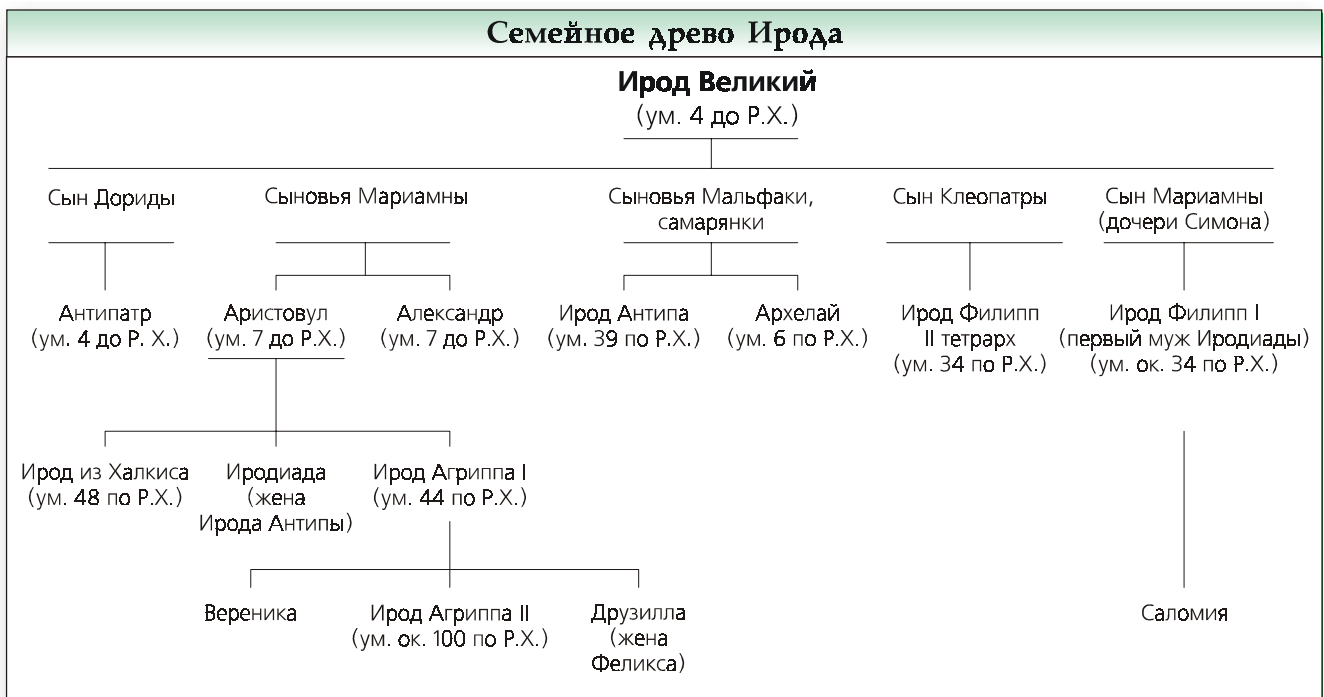 Семейное древо Ирода
Ирод Великий
(ум. 4 до Р.Х.)
Сын Дориды
Сыновья Мариамны
Сыновья Мальфаки,
самарянки
Сын Клеопатры
Сын Мариамны
(дочери Симона)
Антипатр
(ум. 4 до Р. Х.)
Аристовул
(ум. 7 до Р.Х.)
Александр
(ум. 7 до Р.Х.)
Ирод Антипа
(ум. 39 по Р.Х.)
Архелай
(ум. 6 по Р.Х.)
Ирод Филипп
II тетрарх
(ум. 34 по Р.Х.)
Ирод Филипп I
(первый муж Иродиады)
(ум. ок. 34 по Р.Х.)
Ирод из Халкиса
(ум. 48 по Р.Х.)
Иродиада
(жена
Ирода Антипы)
Ирод Агриппа I
(ум. 44 по Р.Х.)
Вереника
Ирод Агриппа II
(ум. ок. 100 по Р.Х.)
Друзилла
(жена
Феликса)
Саломия